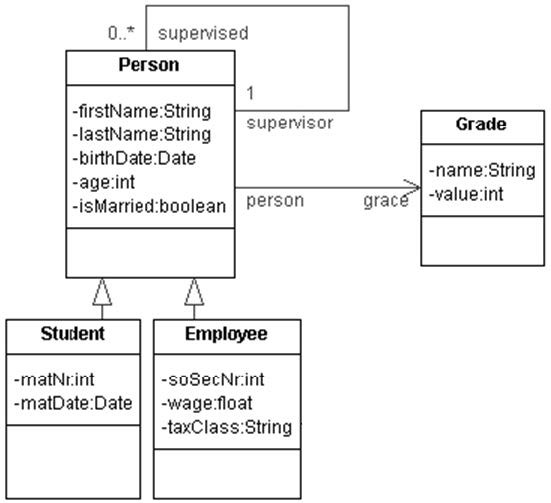 0..* supervised
Person
-firstName:String
-lastName:String
-birthDate:Date
-age:int
-isMarried:boolean
1
supervisor
person grace
Grade
-name:String
-value:int
Student
-matNr:int
-matDate:Date
Employee
-soSecNr:int
-wage:float
-taxClass:String